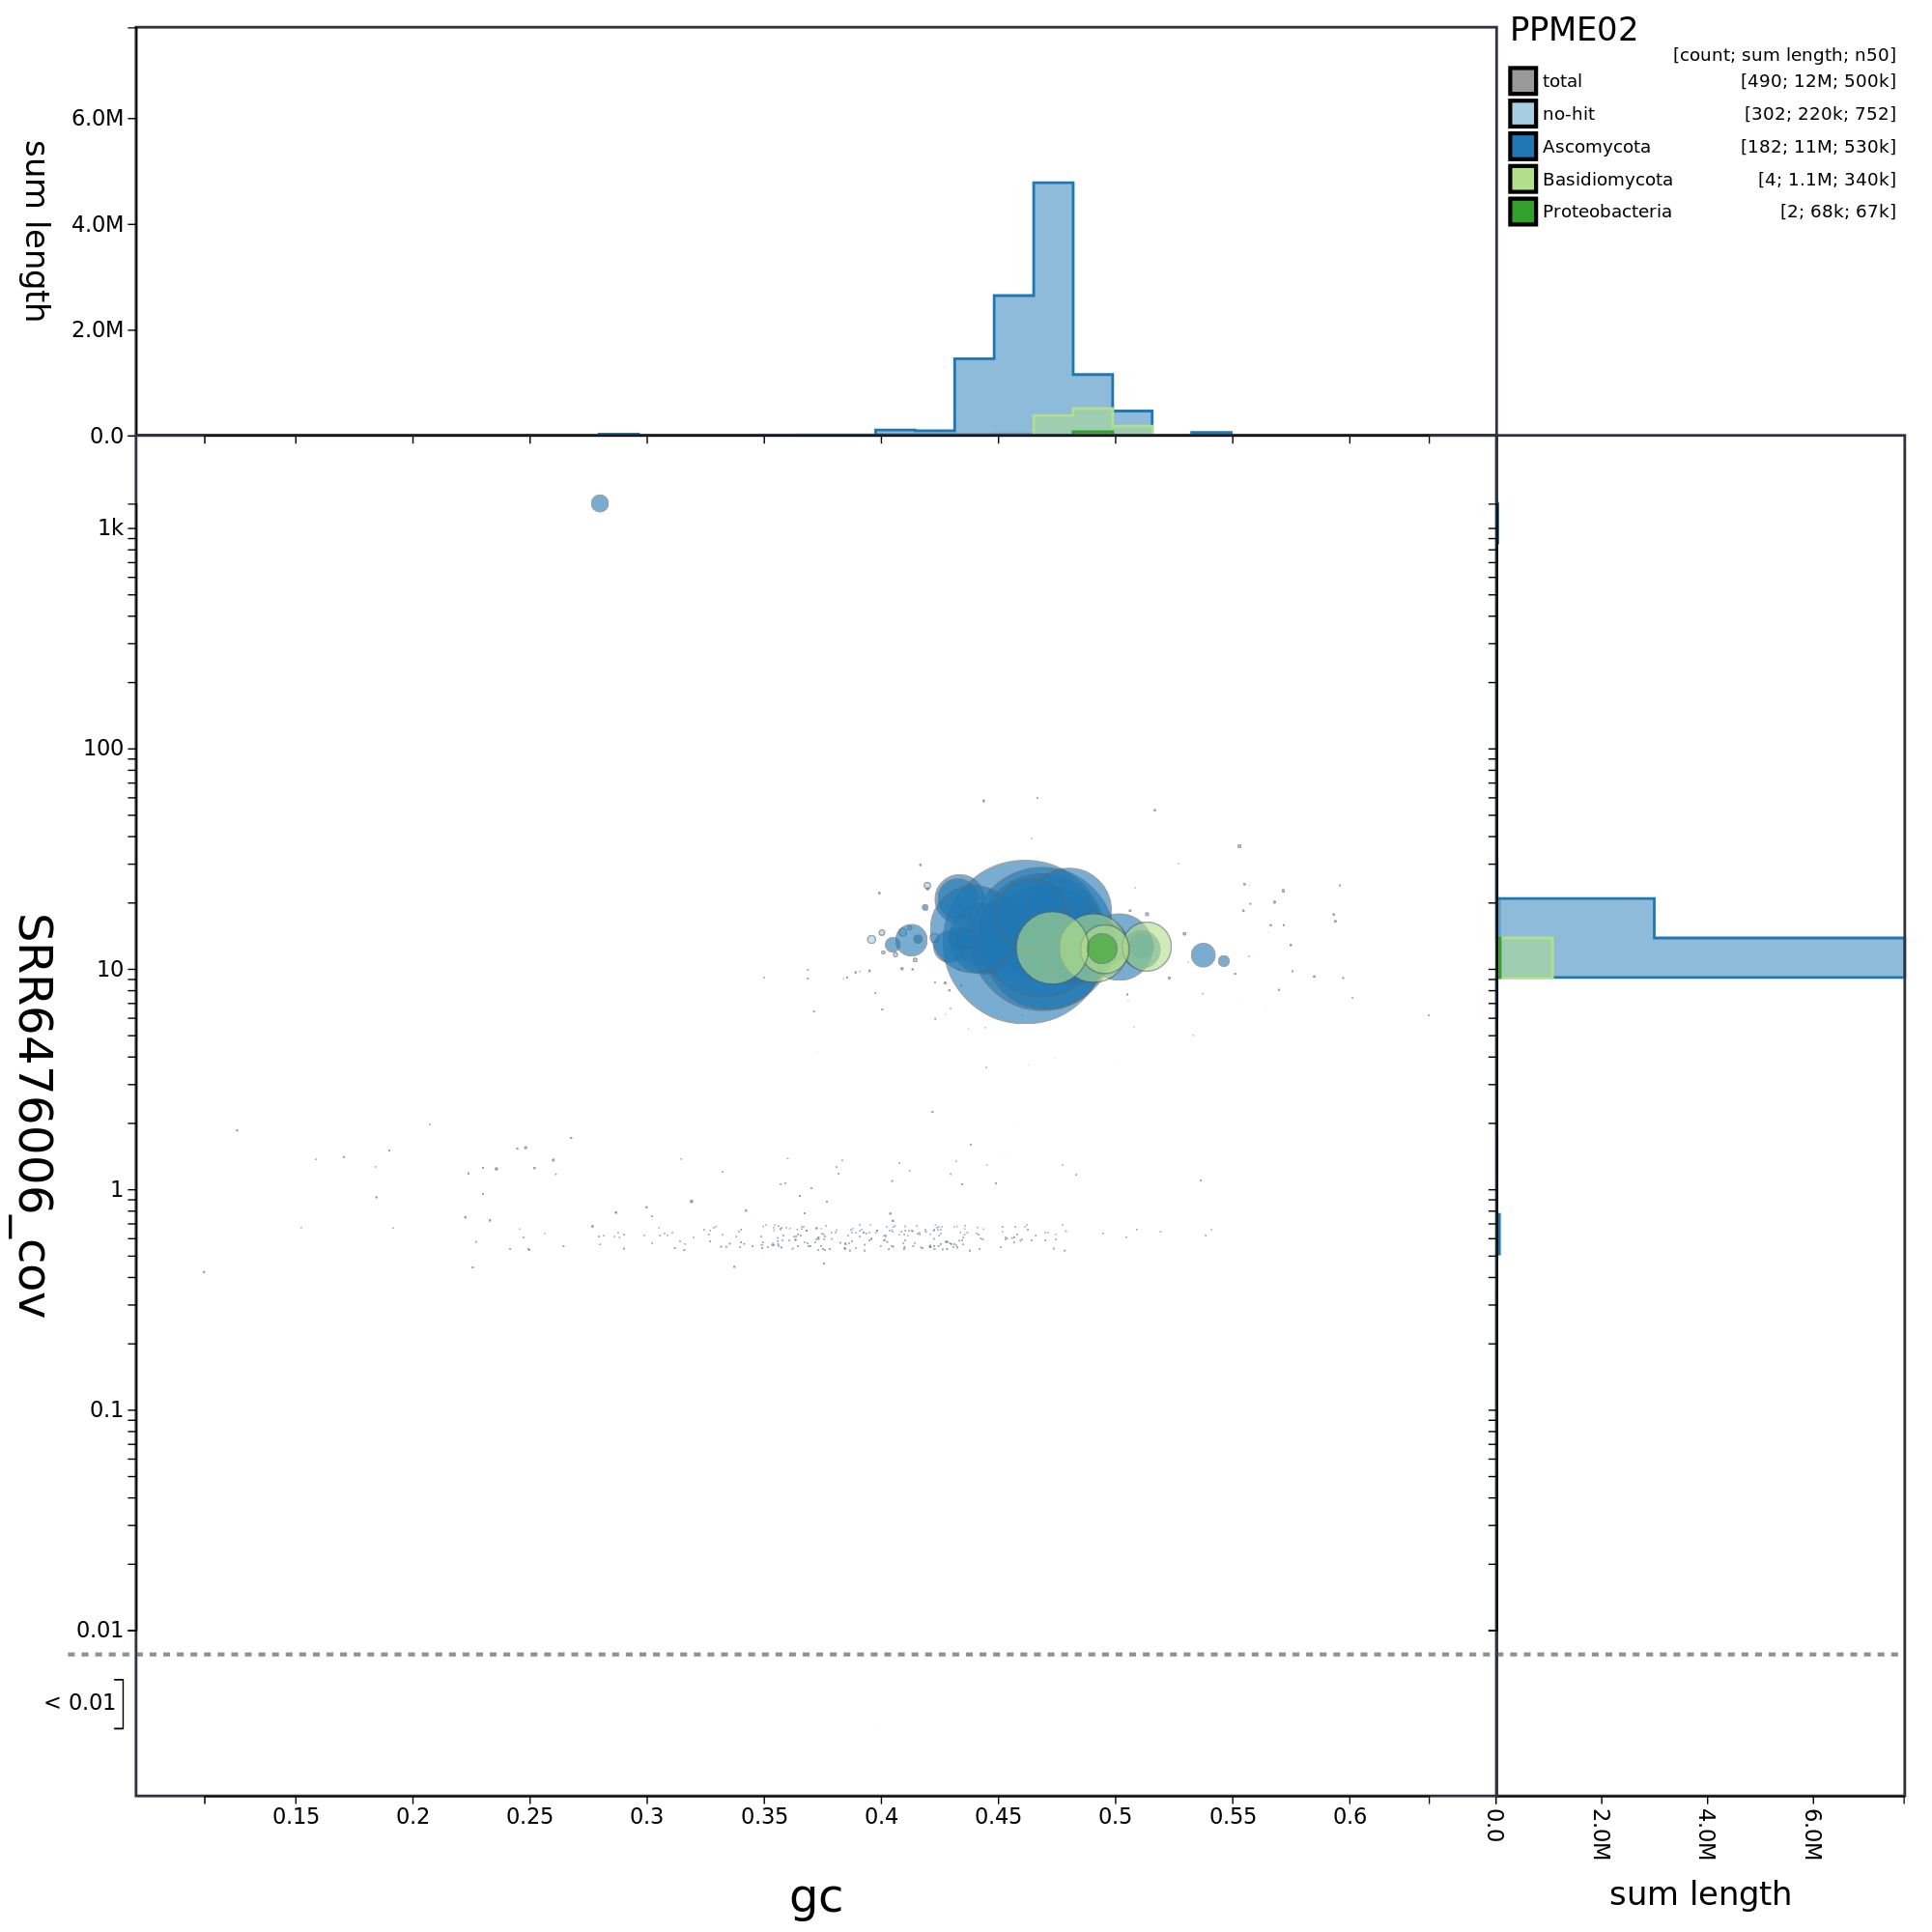 PPME02
[count; sum length; n50]
total [490; 12M; 500k]
no-hit [302; 220k; 752]
Ascomycota [182; 11M; 530k]
Basidiomycota [4; 1.1M; 340k]
Proteobacteria [2; 68k; 67k]
sum length
6.0M
4.0M
2.0M
0.0
SRR6476006_cov
1k
100
10
1
0.1
0.01
< 0.01
0.15 0.2 0.25 0.3 0.35 0.4 0.45 0.5 0.55 0.6
gc
0.0 2.0M 4.0M 6.0M
sum length